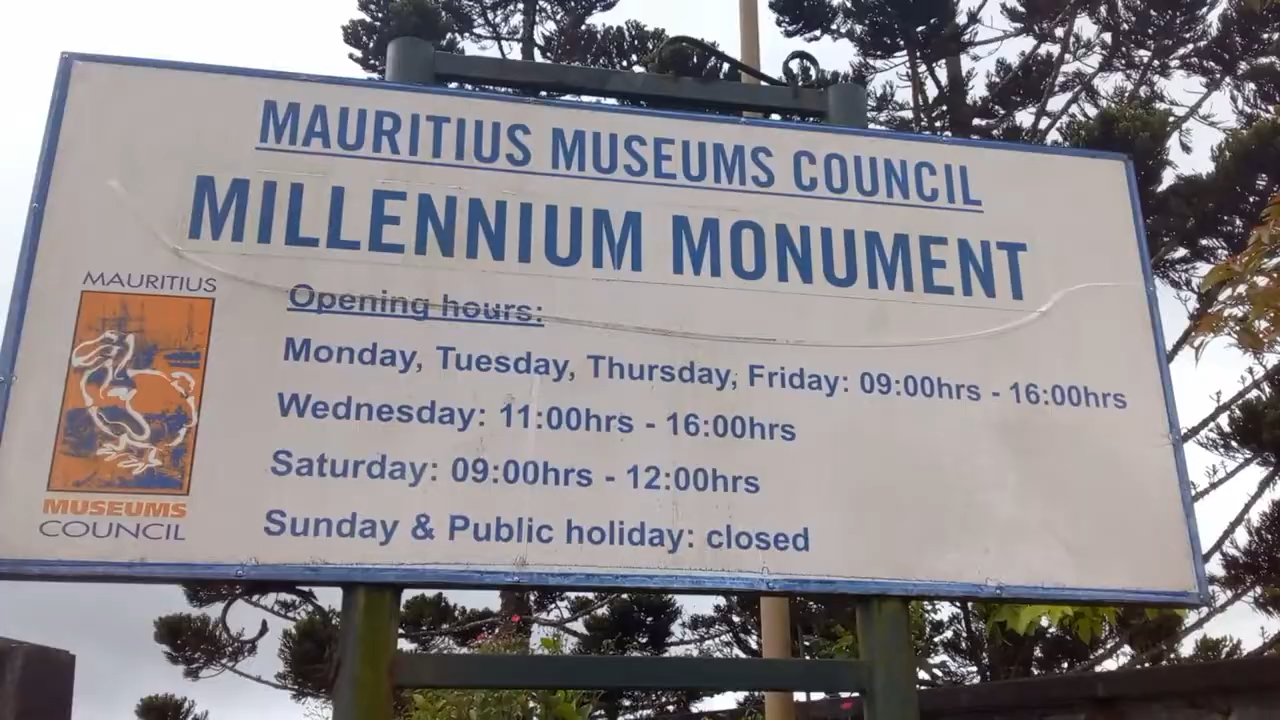 MAURITIUS MUSEUMS COUNCIL
MILLENNIUM MONUMENT
MAURITIUS
MUSEUMS
COUNCIL
Opening hours:
Monday, Tuesday, Thursday, Friday: 09:00hrs - 16:00hrs
Wednesday: 11:00hrs - 16:00hrs
Saturday: 09:00hrs - 12:00hrs
Sunday & Public holiday: closed